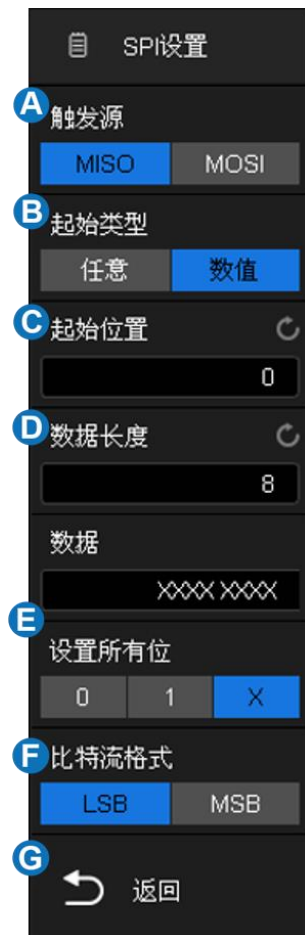 SPI设置
A
触发源
MISO MOSI
B
起始类型
任意 数值
C
起始位置
0
D
数据长度
8
数据
XXXX XXXX
E
设置所有位
0 1 X
F
比特流格式
LSB MSB
G
返回